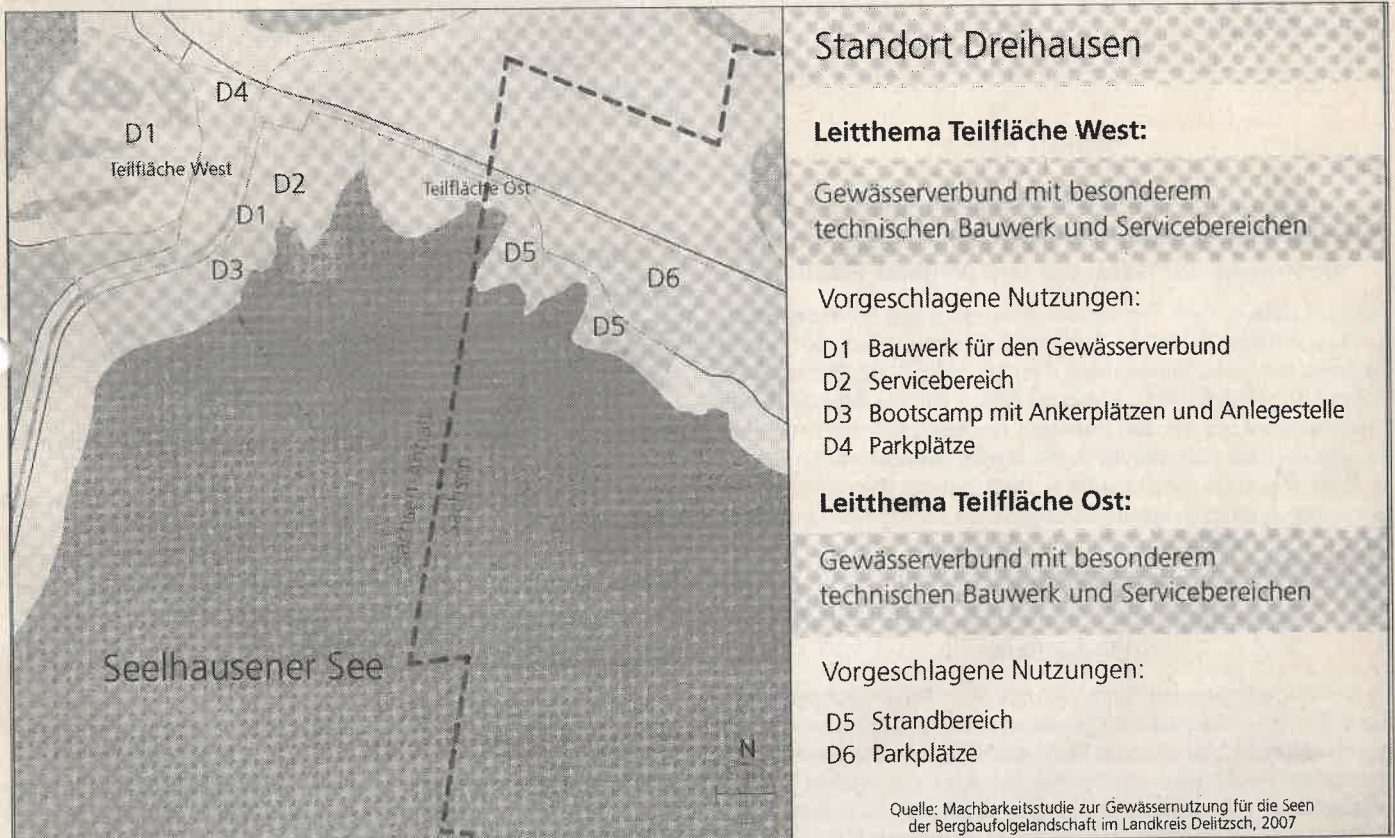 D4
D1
Teilfläche West
D2
Teilfläche Ost
D1
D5
D3
D6
D5
Sachsen-Anhalt
Sachsen
Seelhausener See
N
Standort Dreihausen
Leitthema Teilfläche West:
Gewässerverbund mit besonderem
technischen Bauwerk und Servicebereichen
Vorgeschlagene Nutzungen:
D1 Bauwerk für den Gewässerverbund
D2 Servicebereich
D3 Bootscamp mit Ankerplätzen und Anlegestelle
D4 Parkplätze
Leitthema Teilfläche Ost:
Gewässerverbund mit besonderem
technischen Bauwerk und Servicebereichen
Vorgeschlagene Nutzungen:
D5 Strandbereich
D6 Parkplätze
Quelle: Machbarkeitsstudie zur Gewässernutzung für die Seen
der Bergbaufolgelandschaft im Landkreis Delitzsch, 2007